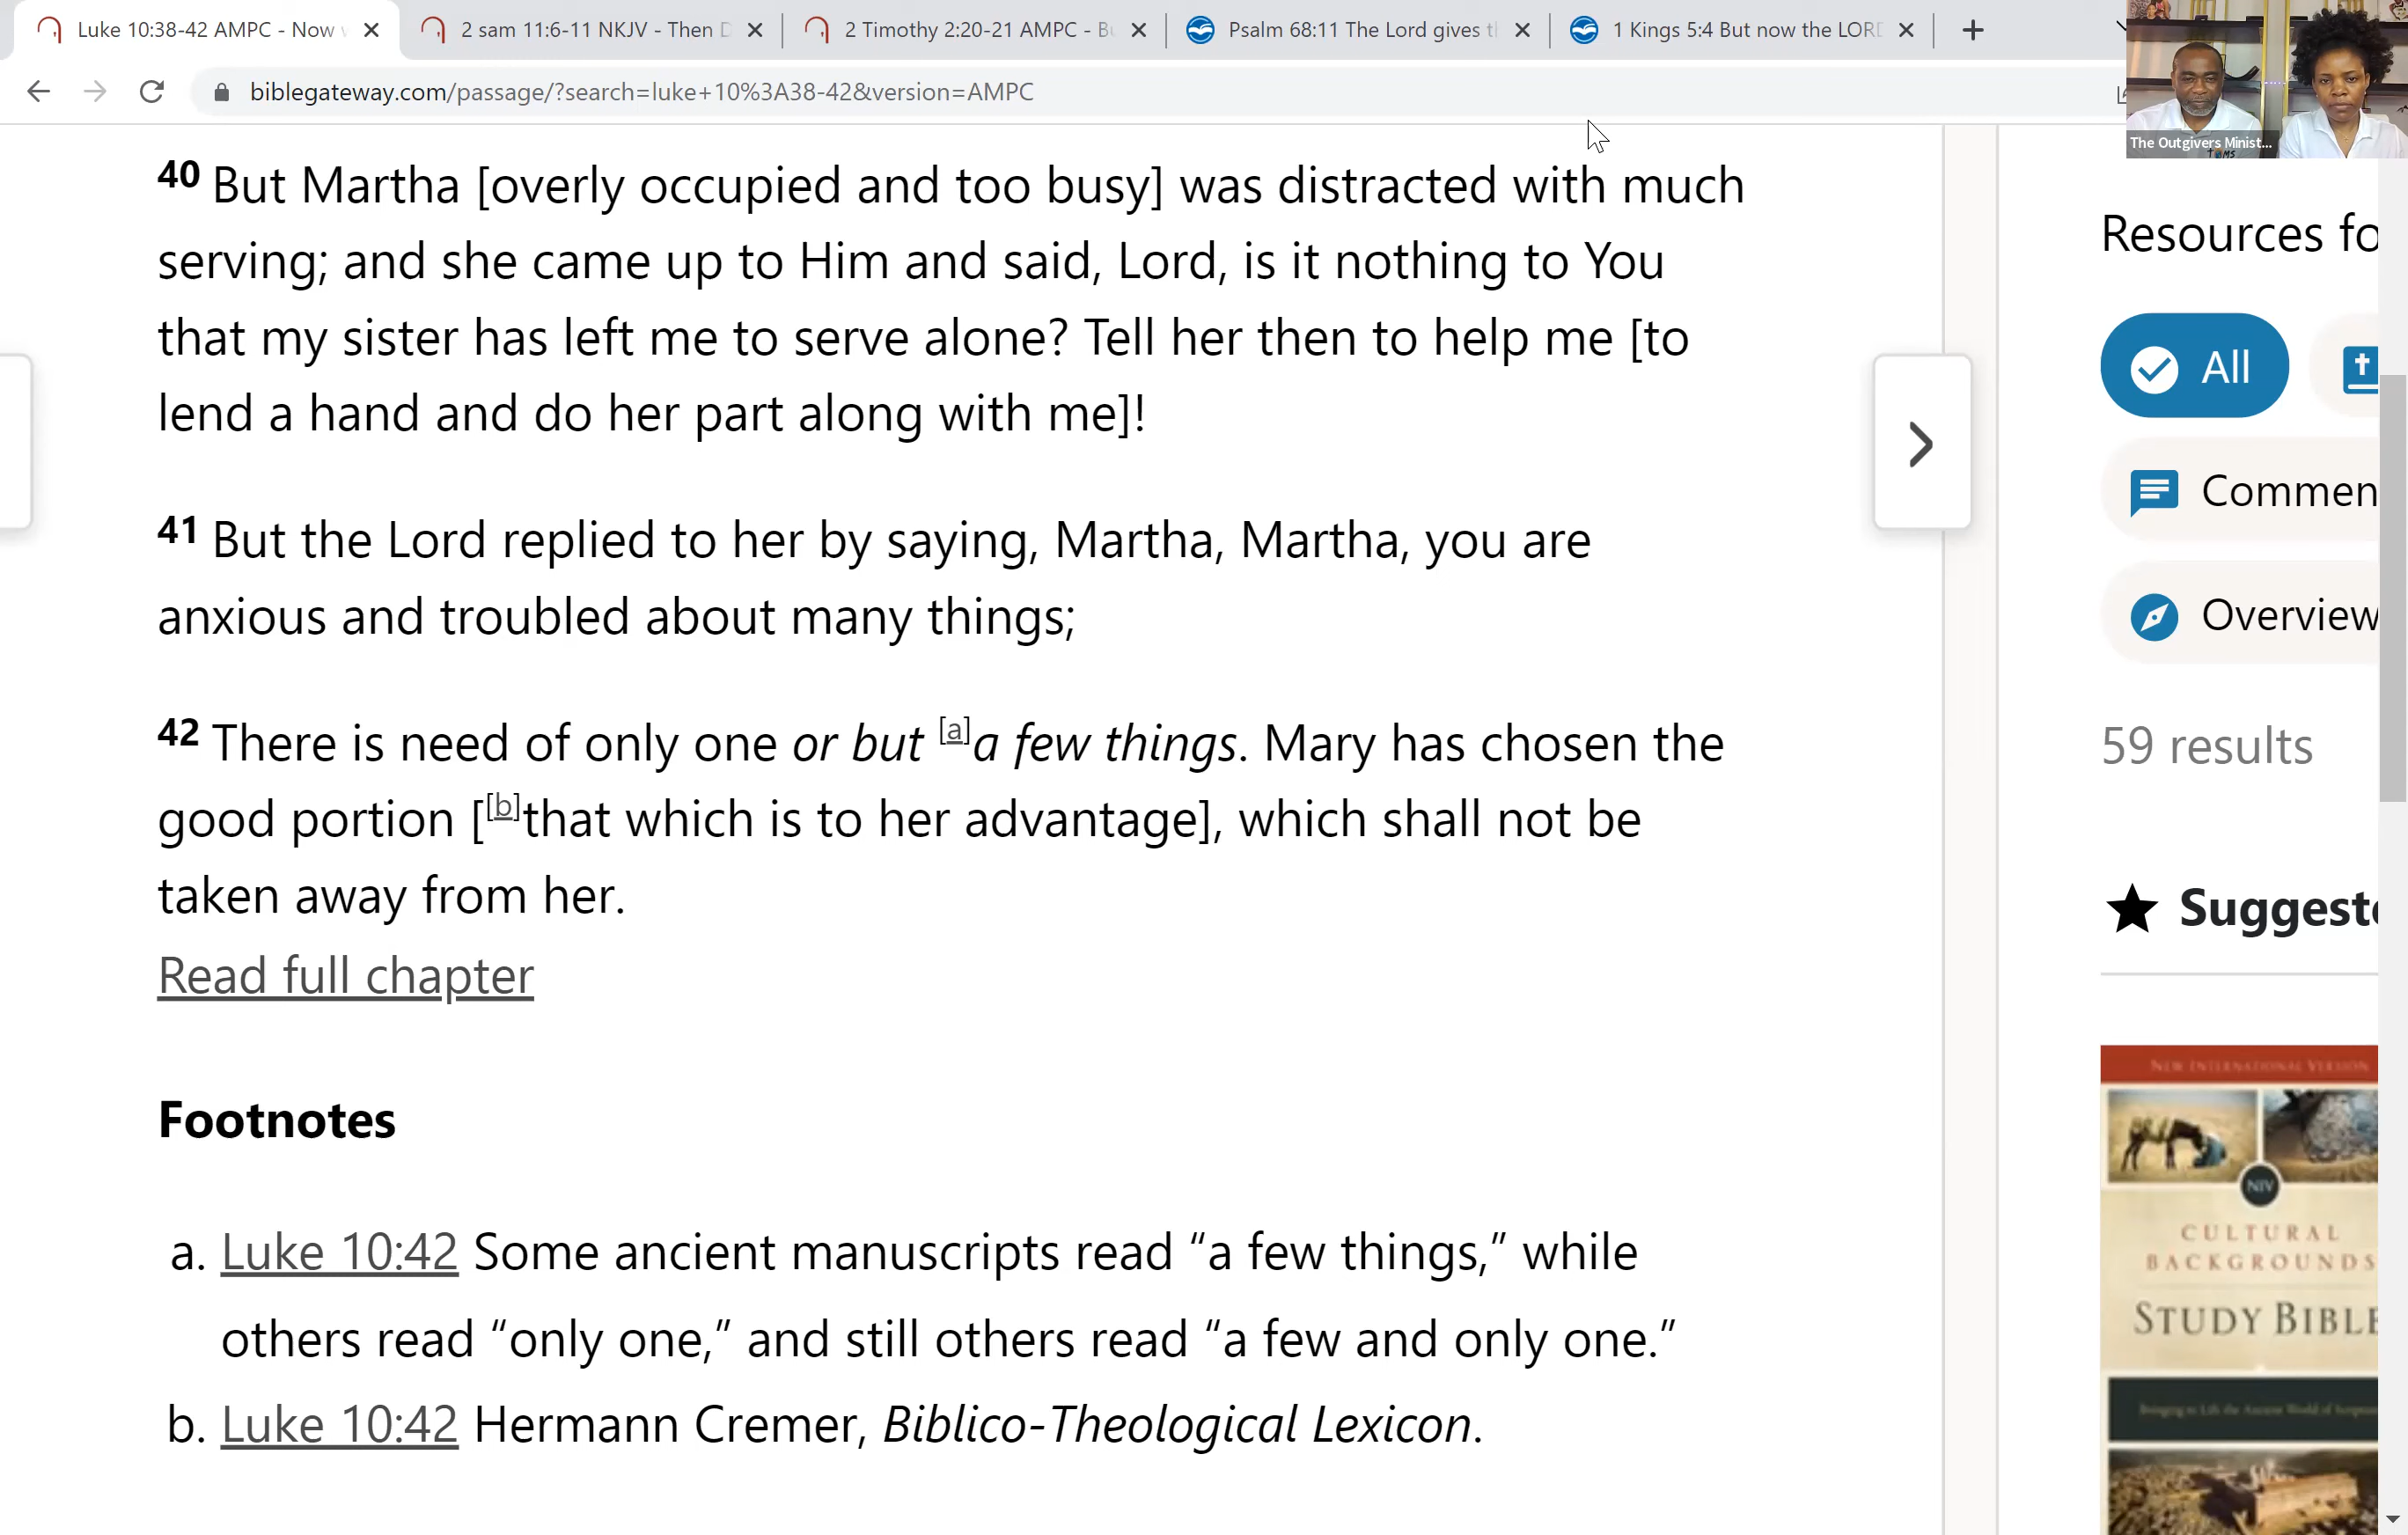 Luke 10:38-42 AMPC - Now
2 sam 11:6-11 NKJV - Then D
2 Timothy 2:20-21 AMPC - Bu
Psalm 68:11 The Lord gives t
1 Kings 5:4 But now the LORD
biblegateway.com/passage/?search=luke+10%3A38-42&version=AMPC
The Outgivers Minist...
40 But Martha [overly occupied and too busy] was distracted with much
serving; and she came up to Him and said, Lord, is it nothing to You
that my sister has left me to serve alone? Tell her then to help me [to
lend a hand and do her part along with me]!
41 But the Lord replied to her by saying, Martha, Martha, you are
anxious and troubled about many things;
42 There is need of only one or but [a]a few things. Mary has chosen the
good portion [[b]that which is to her advantage], which shall not be
taken away from her.
Read full chapter
Footnotes
a. Luke 10:42 Some ancient manuscripts read “a few things,” while
others read “only one,” and still others read “a few and only one.”
b. Luke 10:42 Hermann Cremer, Biblico-Theological Lexicon.
Resources fo
All
Commen
Overview
59 results
Suggeste
NEW INTERNATIONAL VERSION
NIV
CULTURAL
BACKGROUNDS
STUDY BIBLE